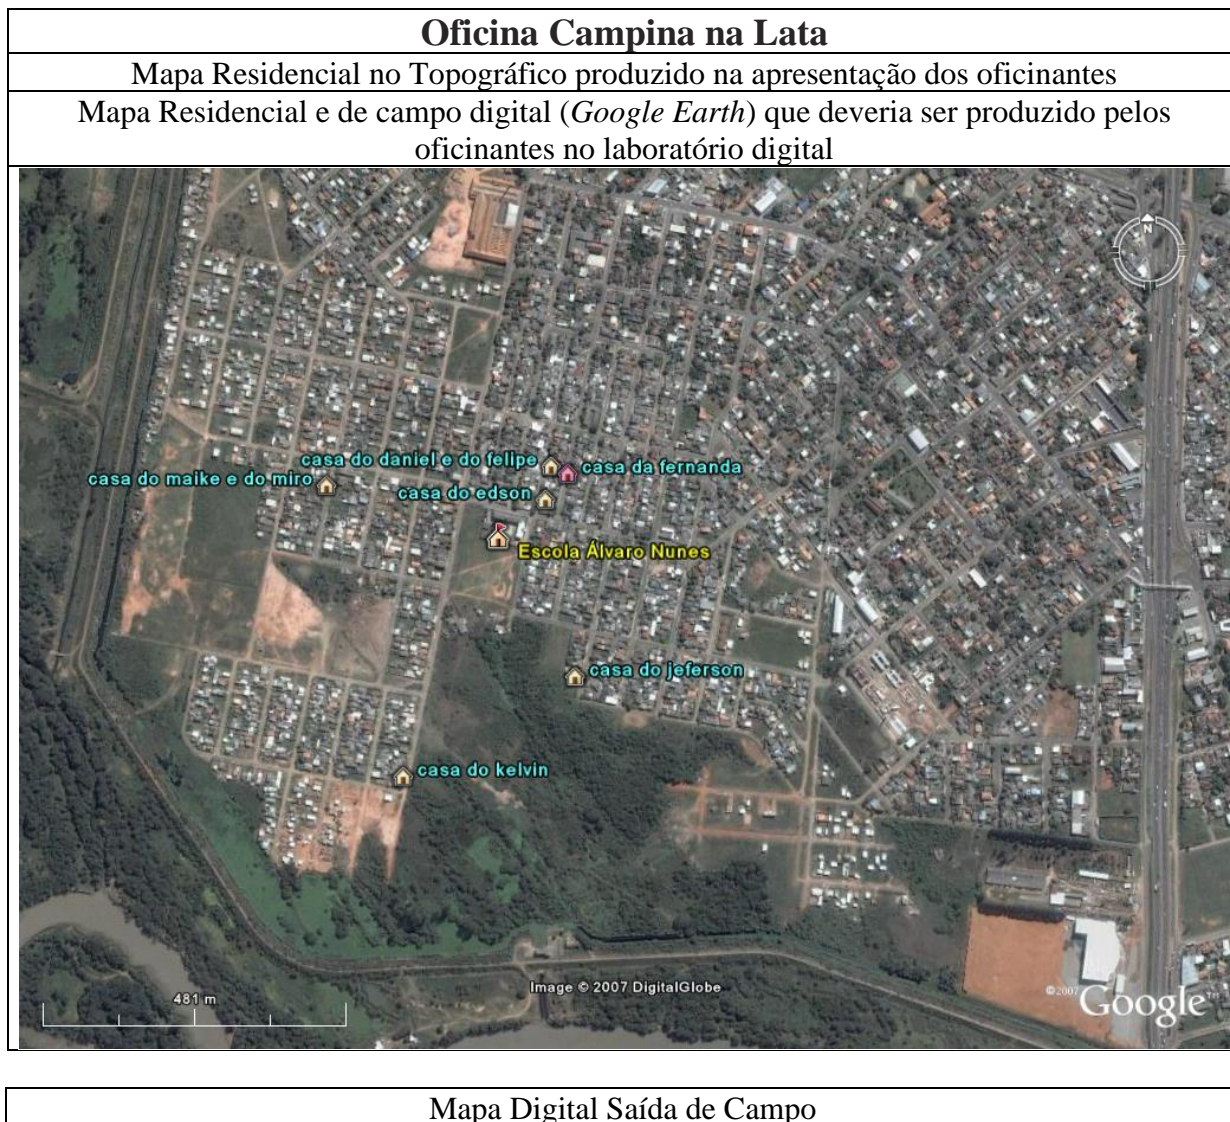 Oficina Campina na Lata
Mapa Residencial no Topográfico produzido na apresentação dos oficinantes
Mapa Residencial e de campo digital (Google Earth) que deveria ser produzido pelos
oficinantes no laboratório digital
N
casa do daniel e do felipe
casa da fernanda
casa do maike e do miro
casa do edson
Escola Álvaro Nunes
casa do jeferson
casa do kelvin
Image © 2007 DigitalGlobe
481 m
©2007 Google™
Mapa Digital Saída de Campo